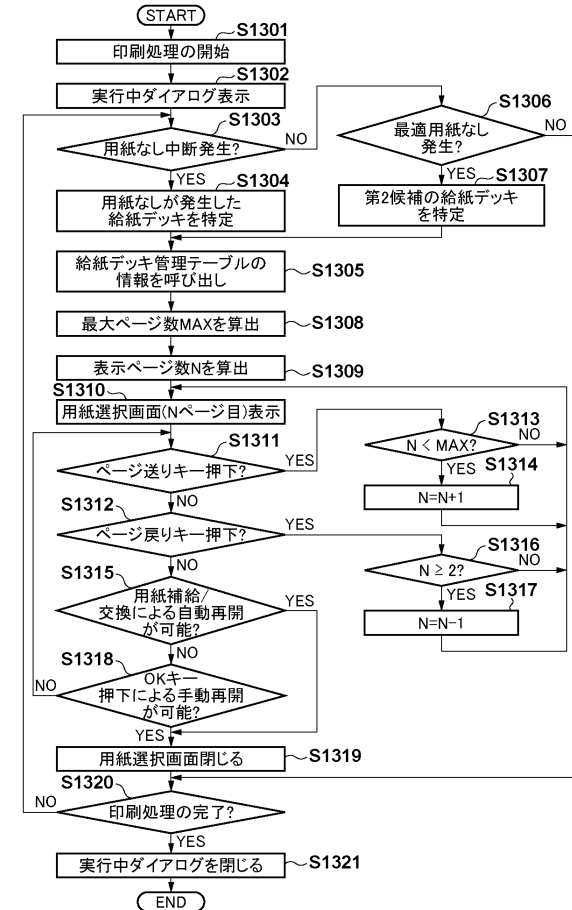 START
S1301
印刷処理の開始
S1302
実行中ダイアログ表示
S1303
用紙なし中断発生?
NO
YES
S1306
最適用紙なし
発生?
NO
YES
S1304
用紙なしが発生した
給紙デッキを特定
S1307
第2候補の給紙デッキ
を特定
給紙デッキ管理テーブルの
情報を呼び出し
S1305
最大ページ数MAXを算出
S1308
表示ページ数Nを算出
S1309
S1310
用紙選択画面(Nページ目)表示
S1311
ページ送りキー押下?
YES
NO
S1313
N < MAX?
NO
YES
S1314
N=N+1
S1312
ページ戻りキー押下?
YES
NO
S1316
N ≥ 2?
NO
YES
S1317
N=N−1
S1315
用紙補給/
交換による自動再開
が可能?
YES
NO
S1318
OKキー
押下による手動再開
が可能?
NO
YES
用紙選択画面閉じる
S1319
S1320
印刷処理の完了?
NO
YES
実行中ダイアログを閉じる
S1321
END